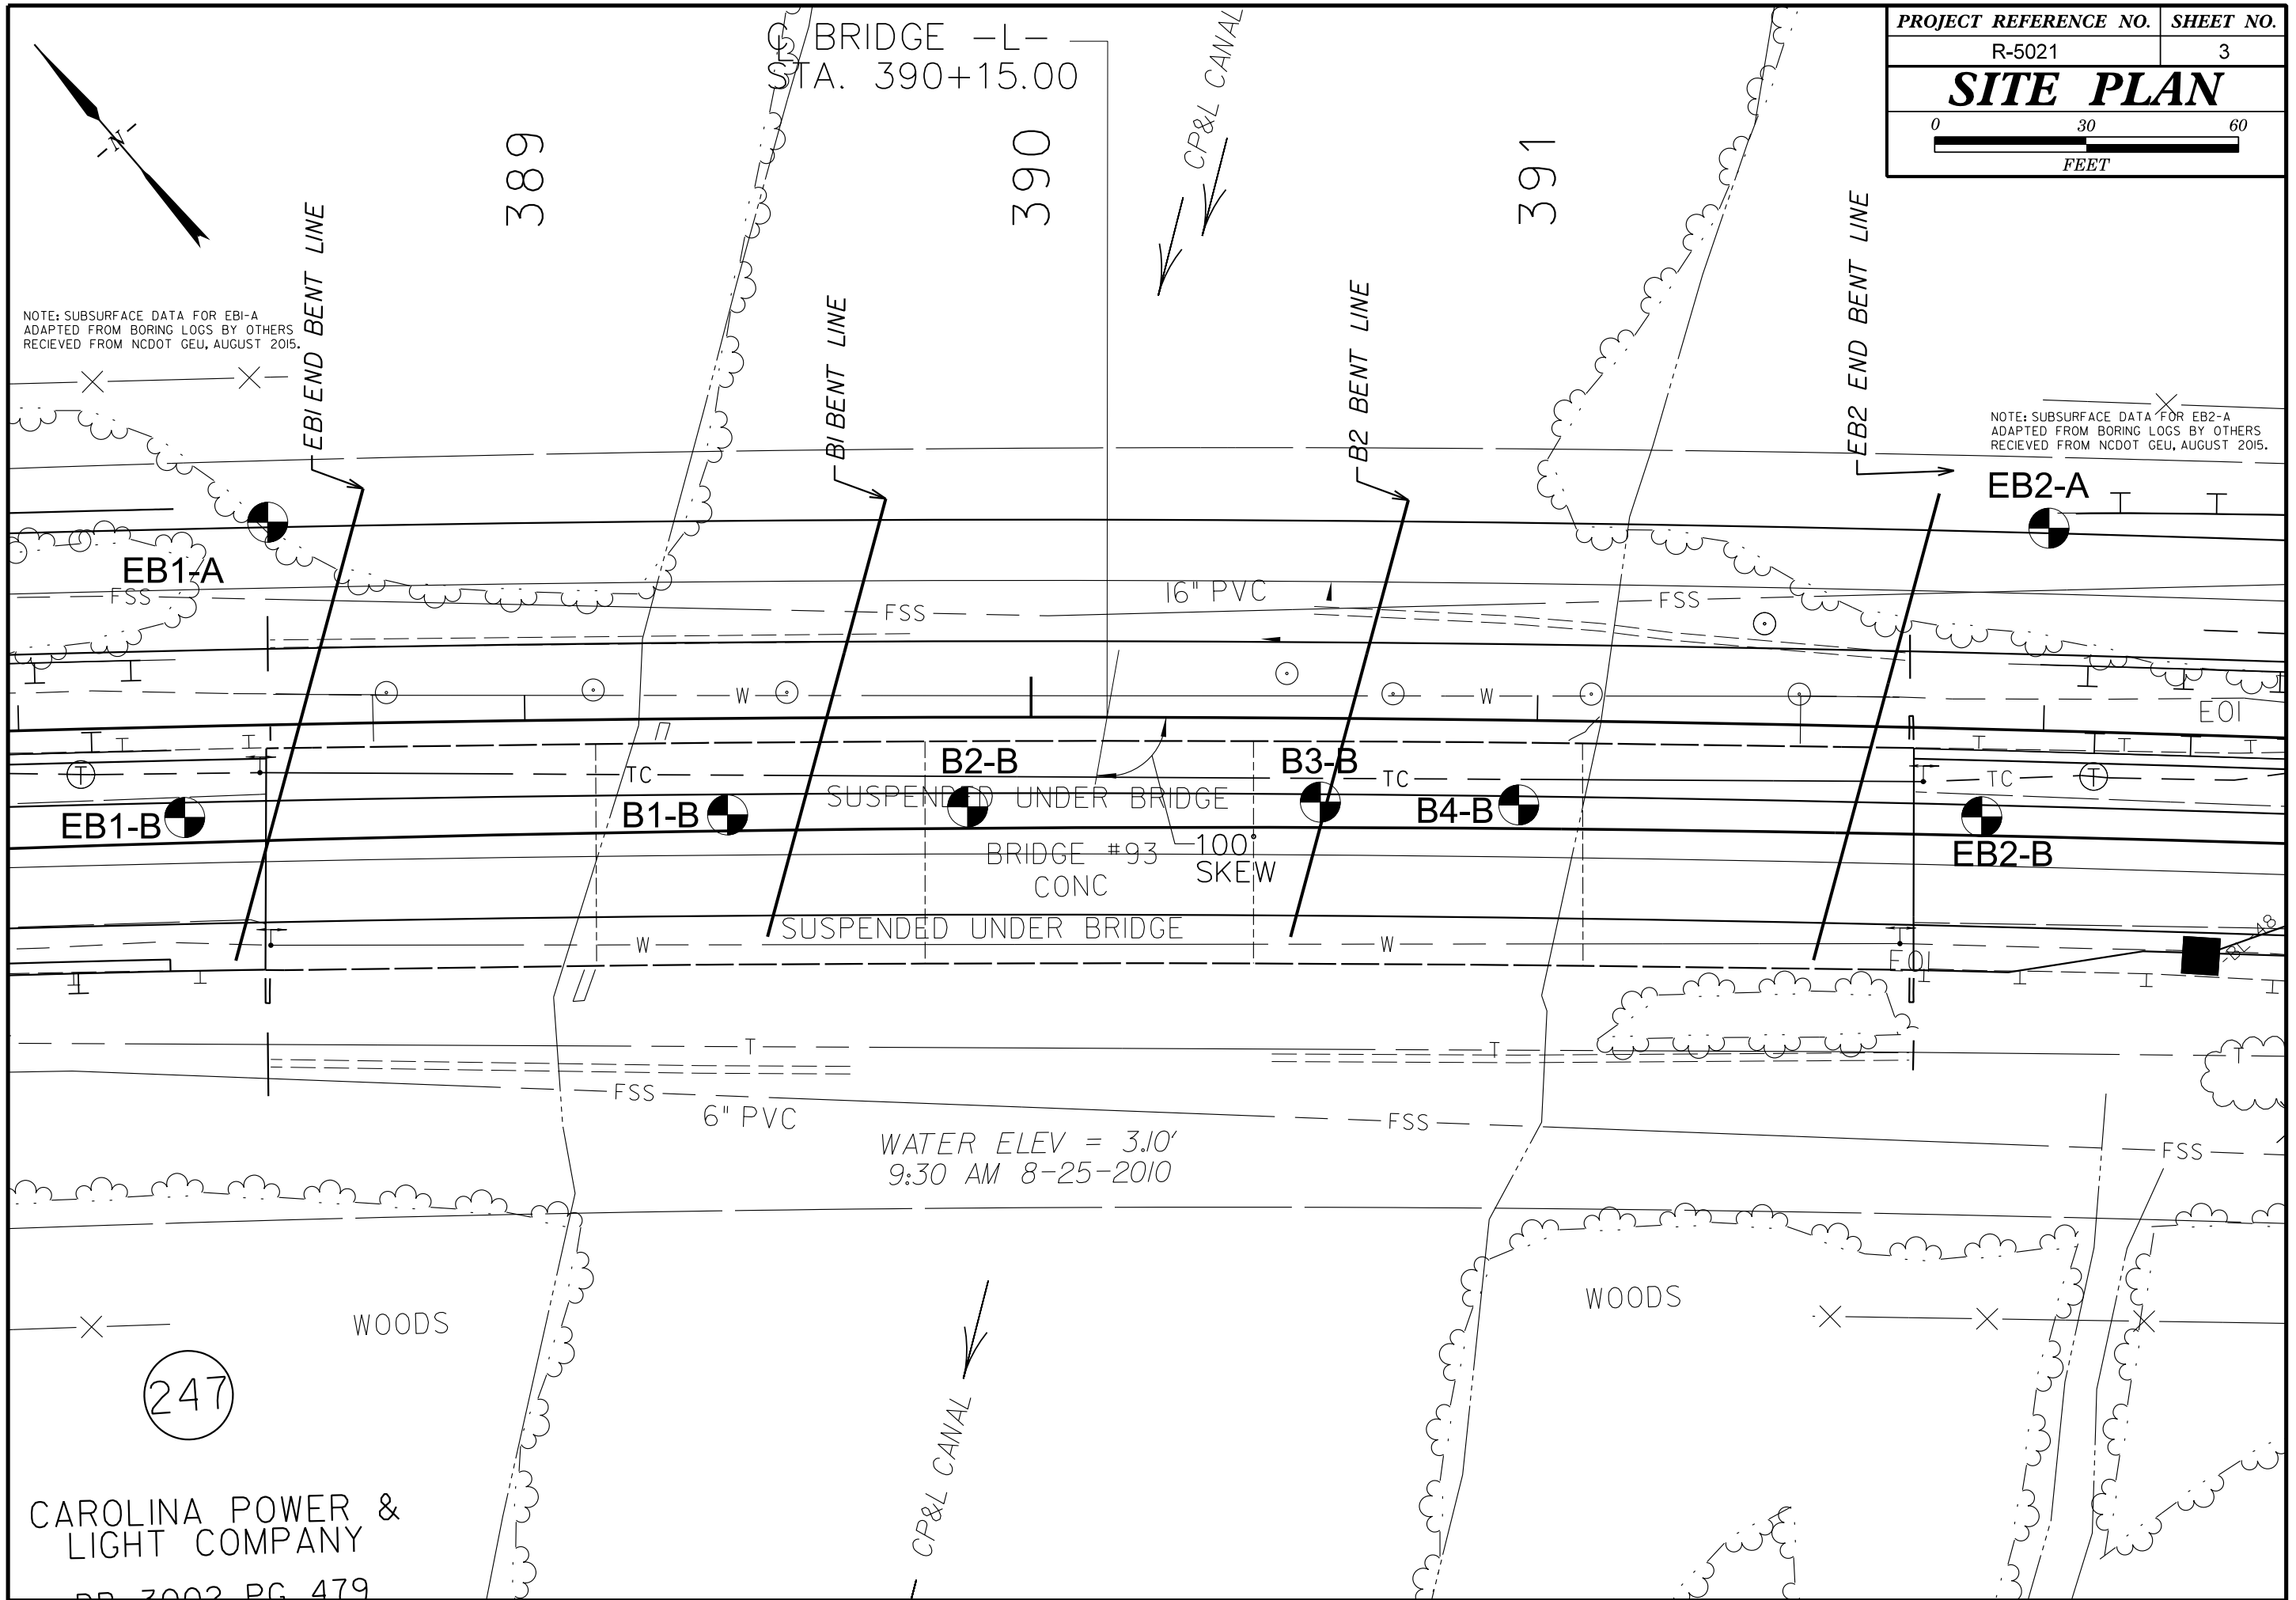 PROJECT REFERENCE NO. SHEET NO.
R-5021 3
SITE PLAN
0 30 60
FEET
BRIDGE -L-
STA. 390+15.00
CP&L CANAL
N
389
390
391
NOTE: SUBSURFACE DATA FOR EB1-A
ADAPTED FROM BORING LOGS BY OTHERS
RECIEVED FROM NCDOT GEU, AUGUST 2015.
EB1 END BENT LINE
B1 BENT LINE
B2 BENT LINE
EB2 END BENT LINE
NOTE: SUBSURFACE DATA FOR EB2-A
ADAPTED FROM BORING LOGS BY OTHERS
RECIEVED FROM NCDOT GEU, AUGUST 2015.
EB2-A
EB1-A
FSS
FSS
16" PVC
FSS
W
W
EOI
T
TC
B2-B
B3-B
TC
TC
T
SUSPENDED UNDER BRIDGE
EB1-B
B1-B
B4-B
EB2-B
BRIDGE #93
CONC
100°
SKEW
SUSPENDED UNDER BRIDGE
W
W
EOI
T
T
T
FSS
6" PVC
FSS
FSS
WATER ELEV = 3.10'
9:30 AM 8-25-2010
WOODS
WOODS
247
CP&L CANAL
CAROLINA POWER &
LIGHT COMPANY
PG 479